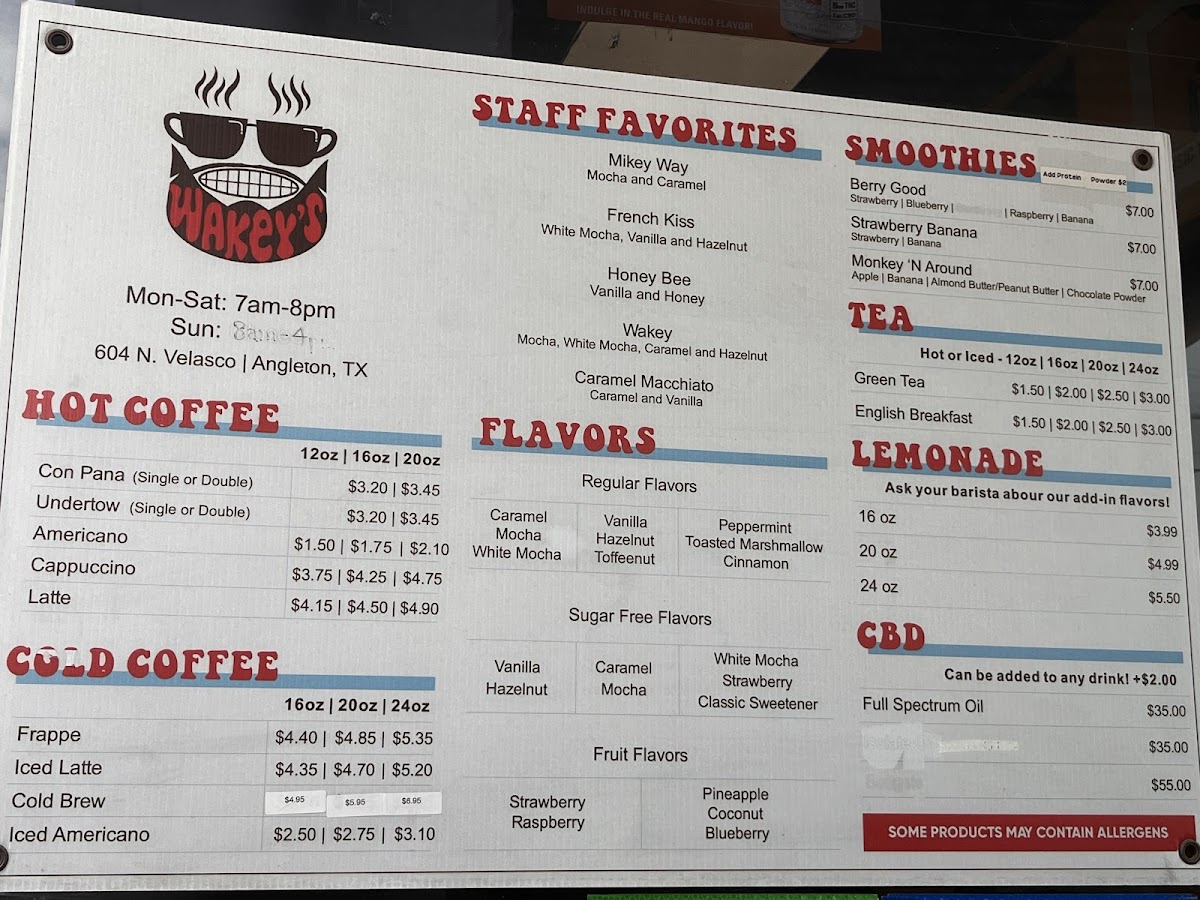 INDULGE IN THE REAL MANGO FLAVOR!
WAKEY'S
Mon-Sat: 7am-8pm
Sun:
604 N. Velasco | Angleton, TX
HOT COFFEE
12oz | 16oz | 20oz
Con Pana (Single or Double) $3.20 | $3.45
Undertow (Single or Double) $3.20 | $3.45
Americano $1.50 | $1.75 | $2.10
Cappuccino $3.75 | $4.25 | $4.75
Latte $4.15 | $4.50 | $4.90
COLD COFFEE
16oz | 20oz | 24oz
Frappe $4.40 | $4.85 | $5.35
Iced Latte $4.35 | $4.70 | $5.20
Cold Brew $4.95 $5.95 $6.95
Iced Americano $2.50 | $2.75 | $3.10
STAFF FAVORITES
Mikey Way
Mocha and Caramel
French Kiss
White Mocha, Vanilla and Hazelnut
Honey Bee
Vanilla and Honey
Wakey
Mocha, White Mocha, Caramel and Hazelnut
Caramel Macchiato
Caramel and Vanilla
FLAVORS
Regular Flavors
Caramel
Mocha
White Mocha
Vanilla
Hazelnut
Toffeenut
Peppermint
Toasted Marshmallow
Cinnamon
Sugar Free Flavors
Vanilla
Hazelnut
Caramel
Mocha
White Mocha
Strawberry
Classic Sweetener
Fruit Flavors
Strawberry
Raspberry
Pineapple
Coconut
Blueberry
SMOOTHIES
Add Protein Powder $2
Berry Good $7.00
Strawberry | Blueberry | | Raspberry | Banana
Strawberry Banana $7.00
Strawberry | Banana
Monkey 'N Around $7.00
Apple | Banana | Almond Butter/Peanut Butter | Chocolate Powder
TEA
Hot or Iced - 12oz | 16oz | 20oz | 24oz
Green Tea $1.50 | $2.00 | $2.50 | $3.00
English Breakfast $1.50 | $2.00 | $2.50 | $3.00
LEMONADE
Ask your barista abour our add-in flavors!
16 oz $3.99
20 oz $4.99
24 oz $5.50
CBD
Can be added to any drink! +$2.00
Full Spectrum Oil $35.00
$35.00
$55.00
SOME PRODUCTS MAY CONTAIN ALLERGENS